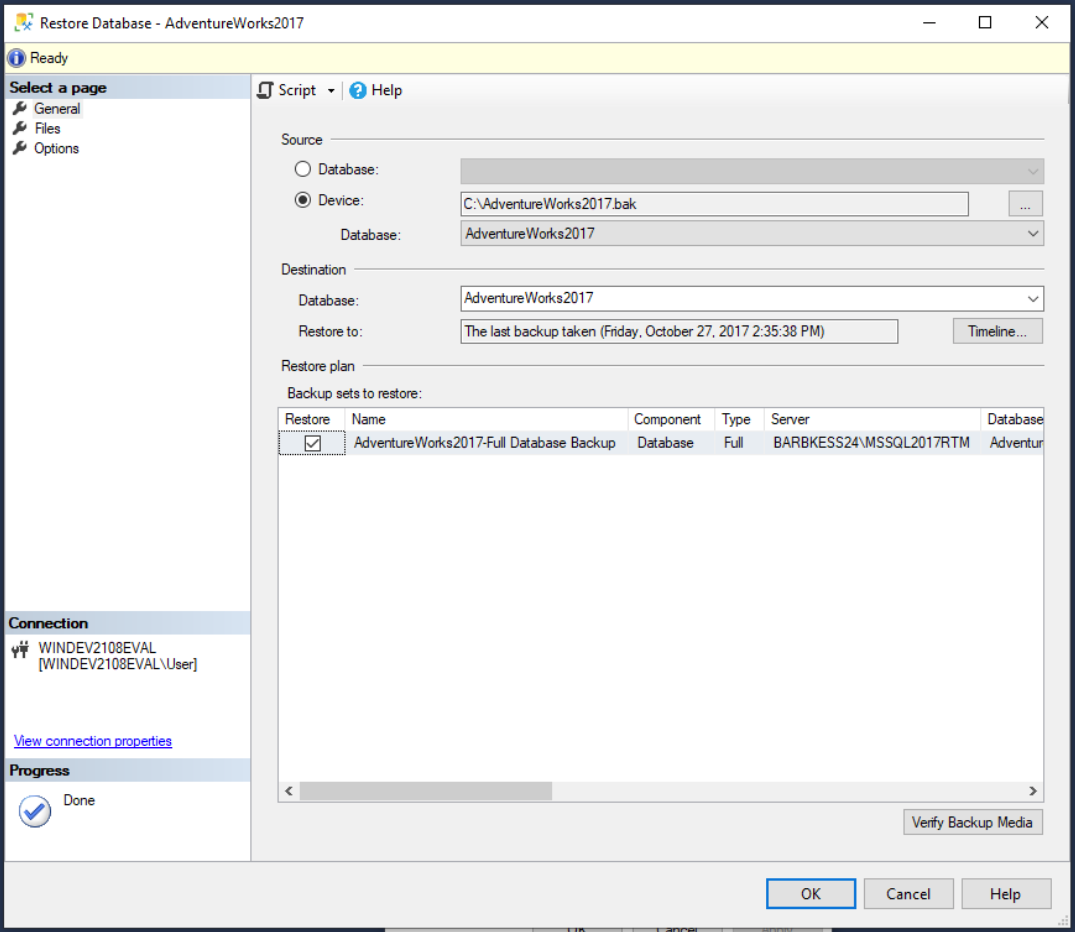 Restore Database - AdventureWorks2017
Ready
Select a page
General
Files
Options
Script
Help
Source
Database:
Device:
C:\AdventureWorks2017.bak
...
Database:
AdventureWorks2017
Destination
Database:
AdventureWorks2017
Restore to:
The last backup taken (Friday, October 27, 2017 2:35:38 PM)
Timeline...
Restore plan
Backup sets to restore:
Restore Name Component Type Server Database
AdventureWorks2017-Full Database Backup Database Full BARBKESS24\MSSQL2017RTM Adventur
Connection
WINDEV2108EVAL
[WINDEV2108EVAL\User]
View connection properties
Progress
Done
Verify Backup Media
OK Cancel Help